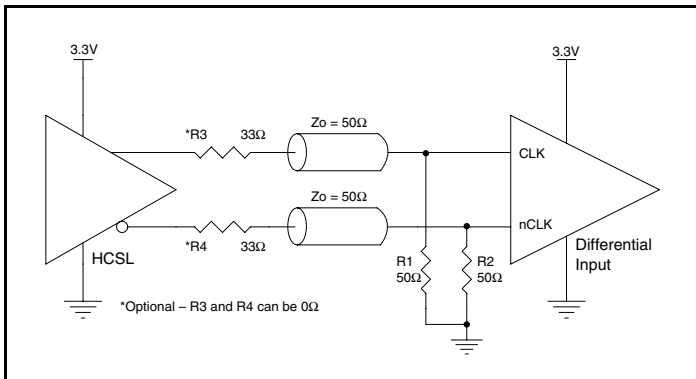 3.3V
3.3V
*R3
33Ω
Zo = 50Ω
CLK
Zo = 50Ω
nCLK
*R4
33Ω
HCSL
R1
50Ω
R2
50Ω
Differential
Input
*Optional – R3 and R4 can be 0Ω